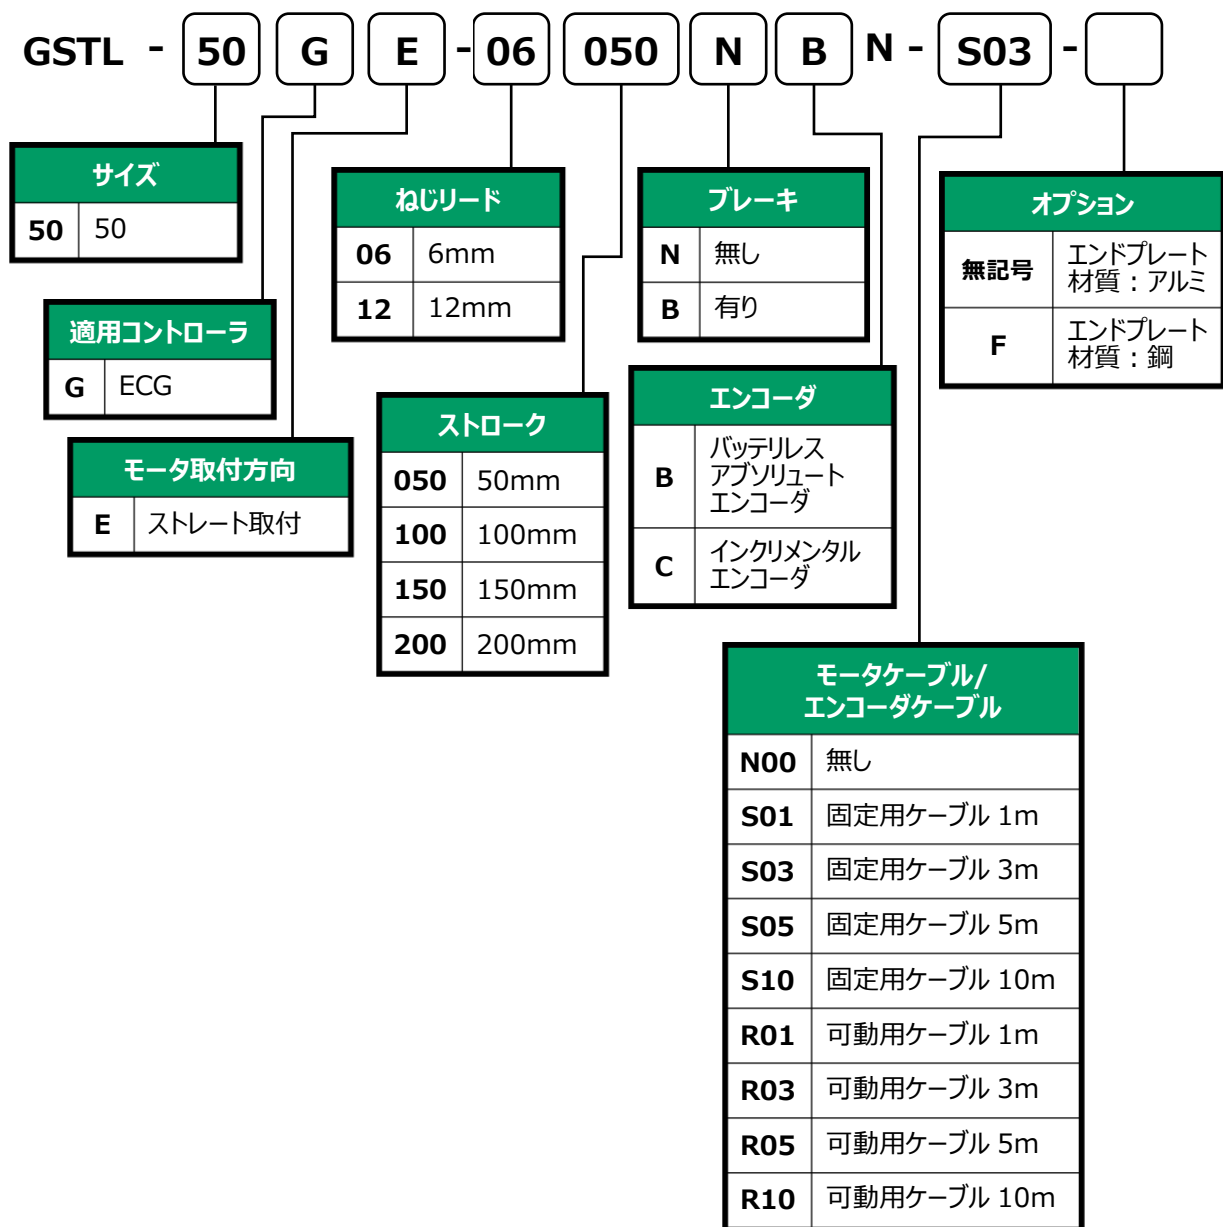 GSTL - 50 G E - 06 050 N B N - S03 -
サイズ
50 50
適用コントローラ
G ECG
モータ取付方向
E ストレート取付
ねじリード
06 6mm
12 12mm
ストローク
050 50mm
100 100mm
150 150mm
200 200mm
ブレーキ
N 無し
B 有り
エンコーダ
B バッテリレス
アブソリュート
エンコーダ
C インクリメンタル
エンコーダ
オプション
無記号 エンドプレート
材質：アルミ
F エンドプレート
材質：鋼
モータケーブル/
エンコーダケーブル
N00 無し
S01 固定用ケーブル 1m
S03 固定用ケーブル 3m
S05 固定用ケーブル 5m
S10 固定用ケーブル 10m
R01 可動用ケーブル 1m
R03 可動用ケーブル 3m
R05 可動用ケーブル 5m
R10 可動用ケーブル 10m